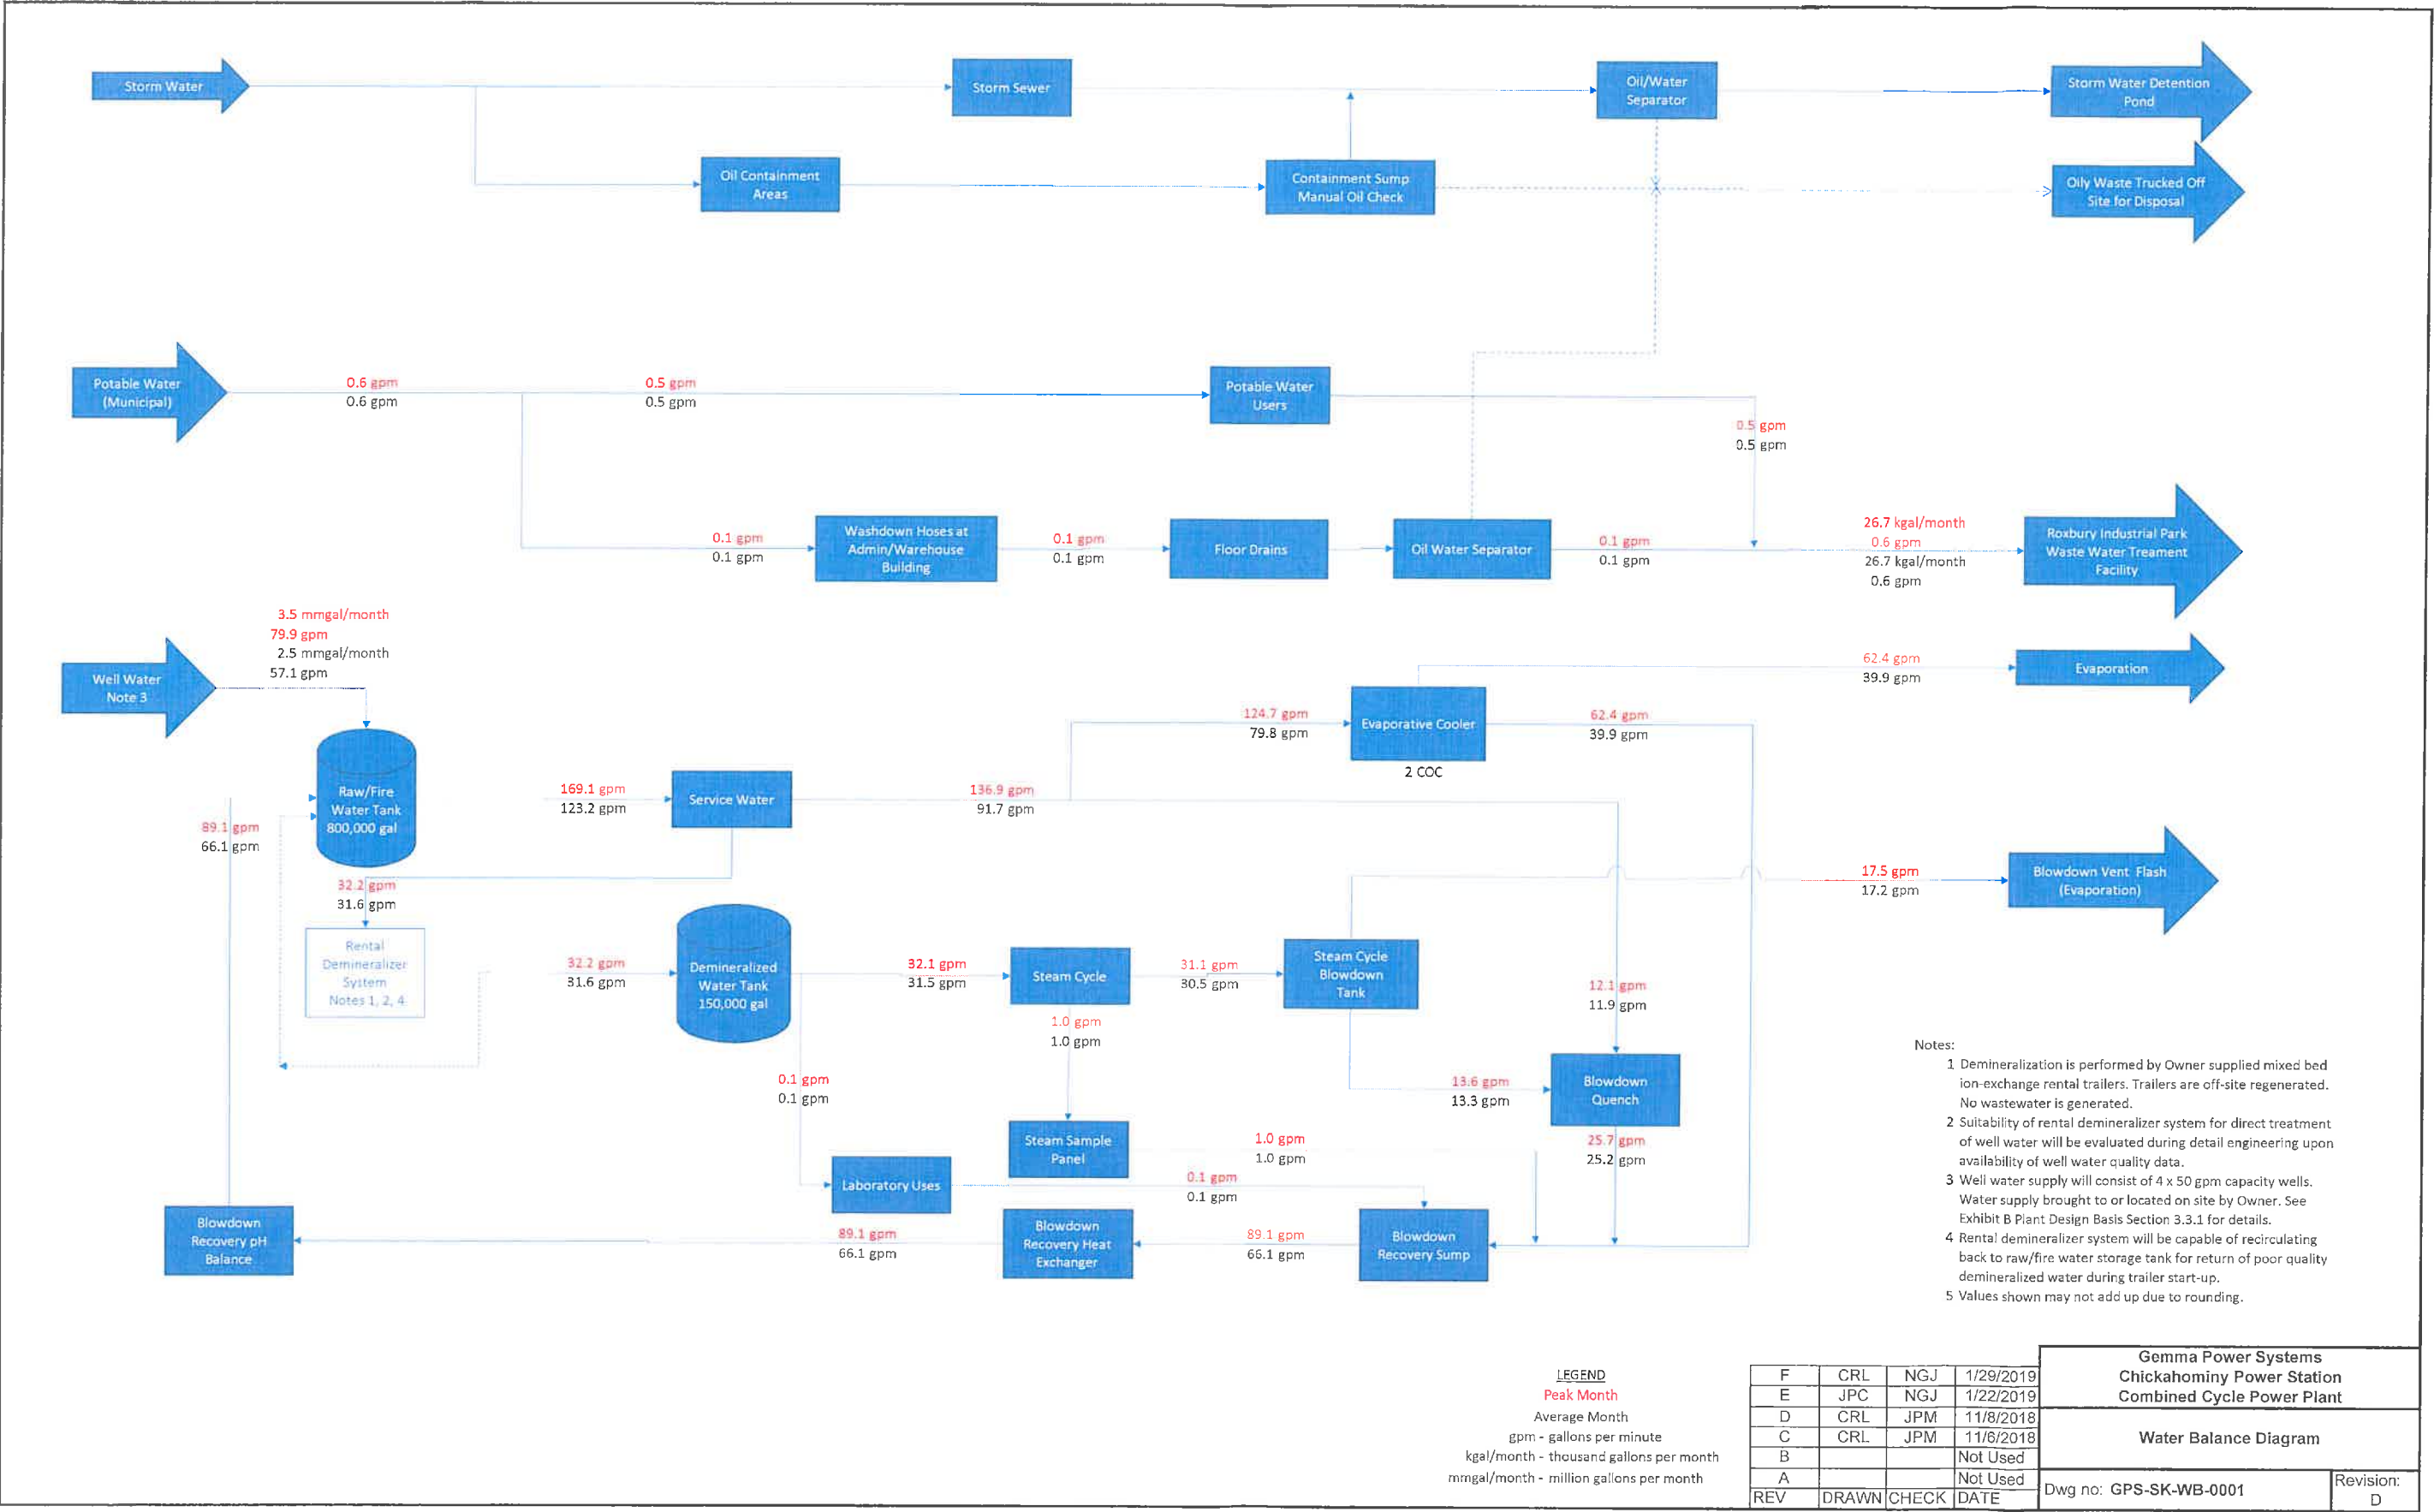 Storm Water
Storm Sewer
Oil/Water
Separator
Storm Water Detention
Pond
Oil Containment
Areas
Containment Sump
Manual Oil Check
Oily Waste Trucked Off
Site for Disposal
Potable Water
(Municipal)
0.6 gpm
0.6 gpm
0.5 gpm
0.5 gpm
Potable Water
Users
0.5 gpm
0.5 gpm
0.1 gpm
0.1 gpm
Washdown Hoses at
Admin/Warehouse
Building
0.1 gpm
0.1 gpm
Floor Drains
Oil Water Separator
0.1 gpm
0.1 gpm
26.7 kgal/month
0.6 gpm
26.7 kgal/month
0.6 gpm
Roxbury Industrial Park
Waste Water Treament
Facility
3.5 mmgal/month
79.9 gpm
2.5 mmgal/month
57.1 gpm
Well Water
Note 3
62.4 gpm
39.9 gpm
Evaporation
124.7 gpm
79.8 gpm
Evaporative Cooler
2 COC
62.4 gpm
39.9 gpm
Raw/Fire
Water Tank
800,000 gal
169.1 gpm
123.2 gpm
Service Water
136.9 gpm
91.7 gpm
89.1 gpm
66.1 gpm
32.2 gpm
31.6 gpm
17.5 gpm
17.2 gpm
Blowdown Vent Flash
(Evaporation)
Rental
Demineralizer
System
Notes 1, 2, 4
32.2 gpm
31.6 gpm
Demineralized
Water Tank
150,000 gal
32.1 gpm
31.5 gpm
Steam Cycle
31.1 gpm
30.5 gpm
Steam Cycle
Blowdown
Tank
12.1 gpm
11.9 gpm
1.0 gpm
1.0 gpm
0.1 gpm
0.1 gpm
13.6 gpm
13.3 gpm
Blowdown
Quench
25.7 gpm
25.2 gpm
Steam Sample
Panel
1.0 gpm
1.0 gpm
Laboratory Uses
0.1 gpm
0.1 gpm
Blowdown
Recovery pH
Balance
89.1 gpm
66.1 gpm
Blowdown
Recovery Heat
Exchanger
89.1 gpm
66.1 gpm
Blowdown
Recovery Sump
Notes:
1 Demineralization is performed by Owner supplied mixed bed
ion-exchange rental trailers. Trailers are off-site regenerated.
No wastewater is generated.
2 Suitability of rental demineralizer system for direct treatment
of well water will be evaluated during detail engineering upon
availability of well water quality data.
3 Well water supply will consist of 4 x 50 gpm capacity wells.
Water supply brought to or located on site by Owner. See
Exhibit B Plant Design Basis Section 3.3.1 for details.
4 Rental demineralizer system will be capable of recirculating
back to raw/fire water storage tank for return of poor quality
demineralized water during trailer start-up.
5 Values shown may not add up due to rounding.
LEGEND
Peak Month
Average Month
gpm - gallons per minute
kgal/month - thousand gallons per month
mmgal/month - million gallons per month
F CRL NGJ 1/29/2019
E JPC NGJ 1/22/2019
D CRL JPM 11/8/2018
C CRL JPM 11/6/2018
B Not Used
A Not Used
REV DRAWN CHECK DATE
Gemma Power Systems
Chickahominy Power Station
Combined Cycle Power Plant
Water Balance Diagram
Dwg no: GPS-SK-WB-0001
Revision:
D